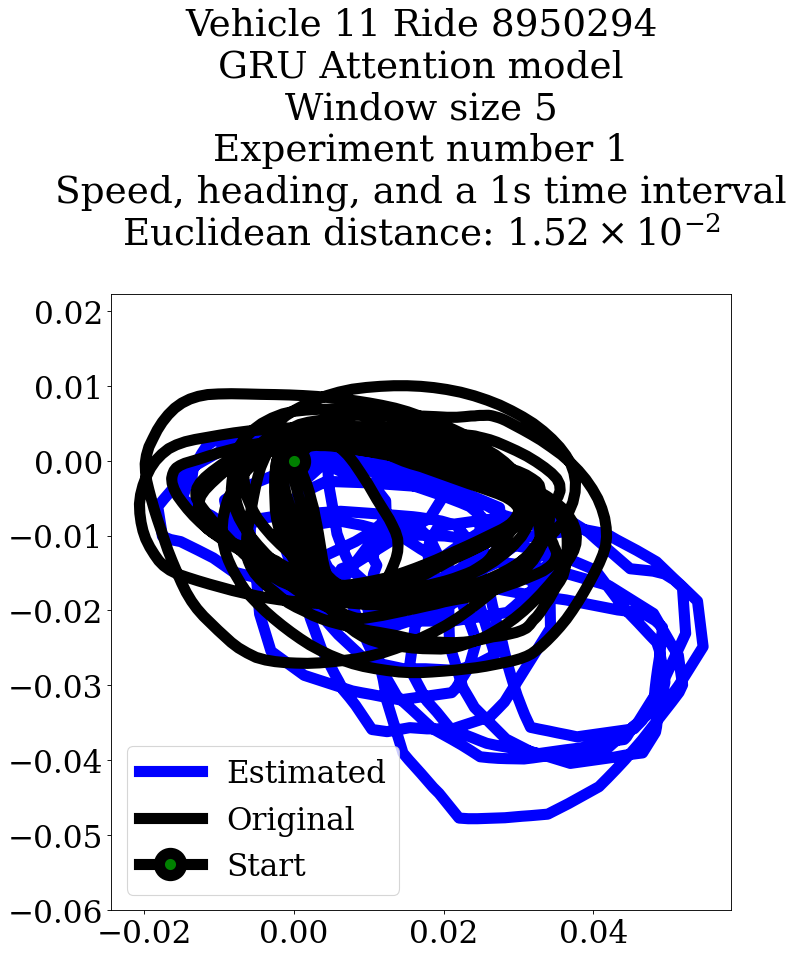 Vehicle 11 Ride 8950294
GRU Attention model
Window size 5
Experiment number 1
Speed, heading, and a 1s time interval
Euclidean distance: 1.52 × 10⁻²
0.02
0.01
0.00
−0.01
−0.02
−0.03
−0.04
−0.05
−0.06
Estimated
Original
Start
−0.02 0.00 0.02 0.04